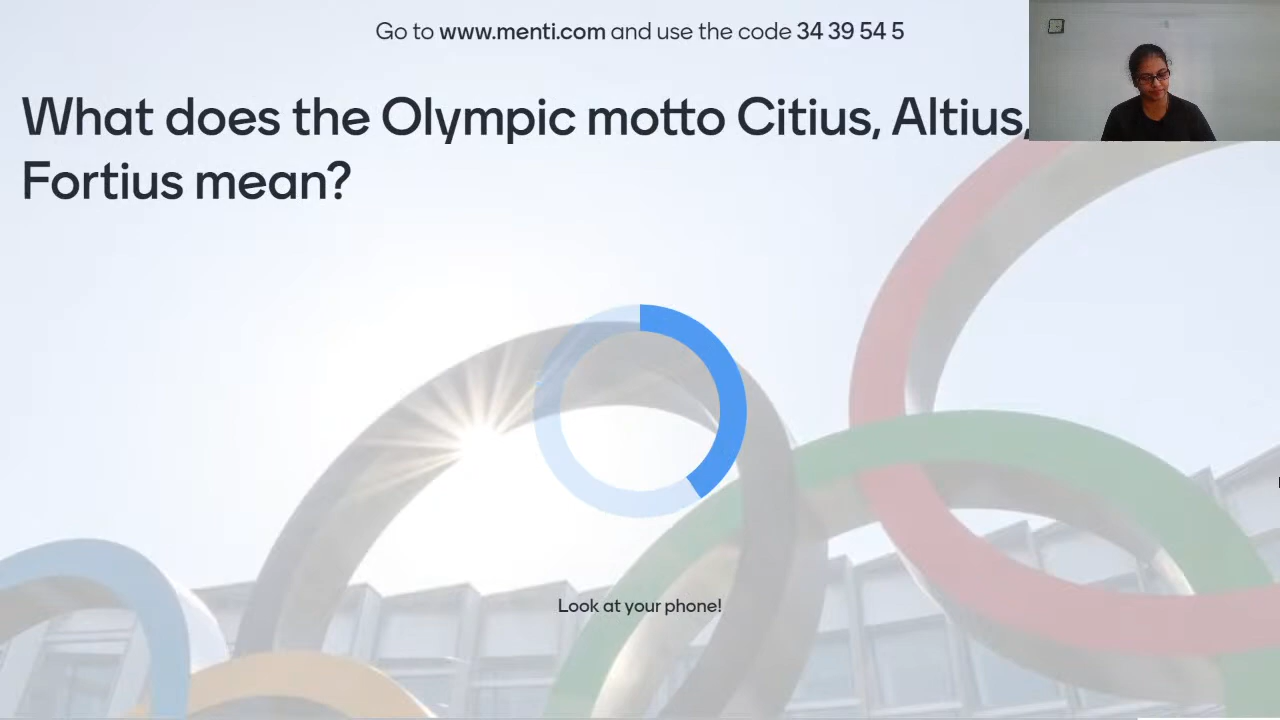 Go to www.menti.com and use the code 34 39 54 5
What does the Olympic motto Citius, Altius,
Fortius mean?
Look at your phone!